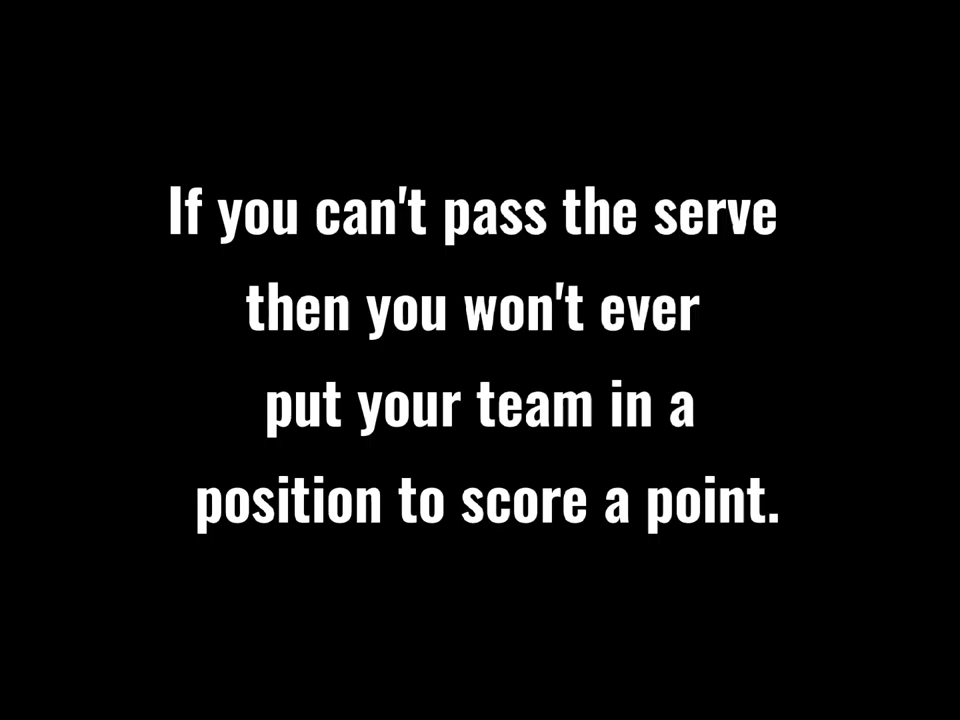 If you can't pass the serve
then you won't ever
put your team in a
position to score a point.